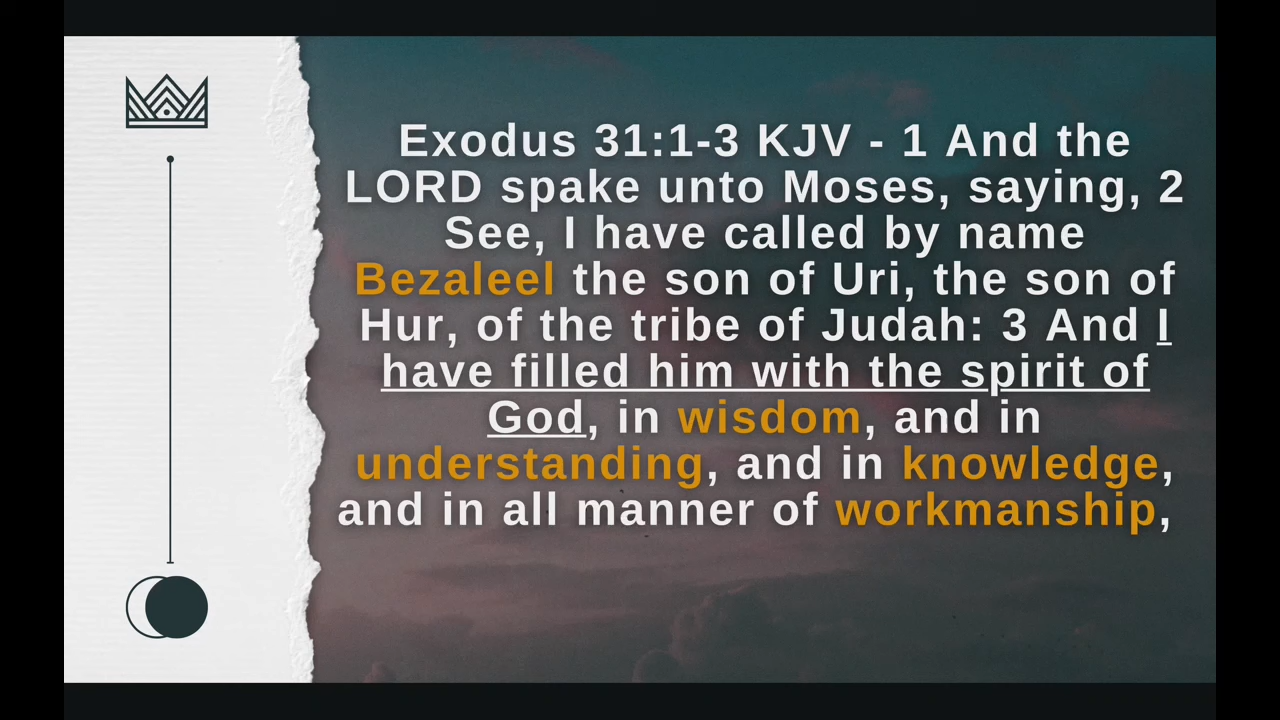 Exodus 31:1-3 KJV - 1 And the
LORD spake unto Moses, saying, 2
See, I have called by name
Bezaleel the son of Uri, the son of
Hur, of the tribe of Judah: 3 And I
have filled him with the spirit of
God, in wisdom, and in
understanding, and in knowledge,
and in all manner of workmanship,